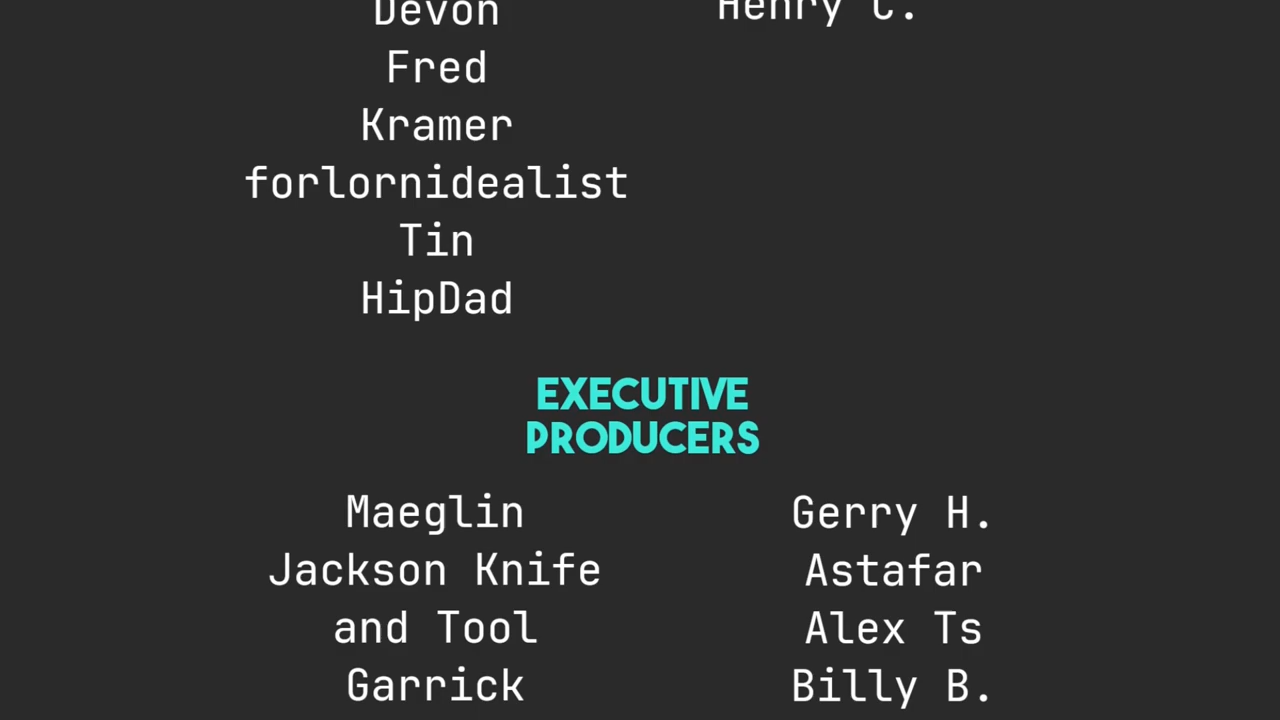 Devon
Henry C.
Fred
Kramer
forlornidealist
Tin
HipDad
EXECUTIVE
PRODUCERS
Maeglin
Jackson Knife
and Tool
Garrick
Gerry H.
Astafar
Alex Ts
Billy B.